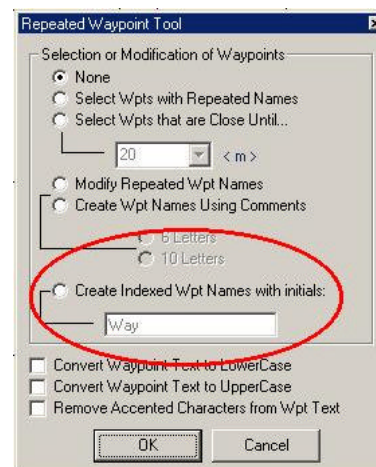 Repeated Waypoint Tool
Selection or Modification of Waypoints
None
Select Wpts with Repeated Names
Select Wpts that are Close Until...
20 < m >
Modify Repeated Wpt Names
Create Wpt Names Using Comments
6 Letters
10 Letters
Create Indexed Wpt Names with initials:
Way
Convert Waypoint Text to LowerCase
Convert Waypoint Text to UpperCase
Remove Accented Characters from Wpt Text
OK Cancel